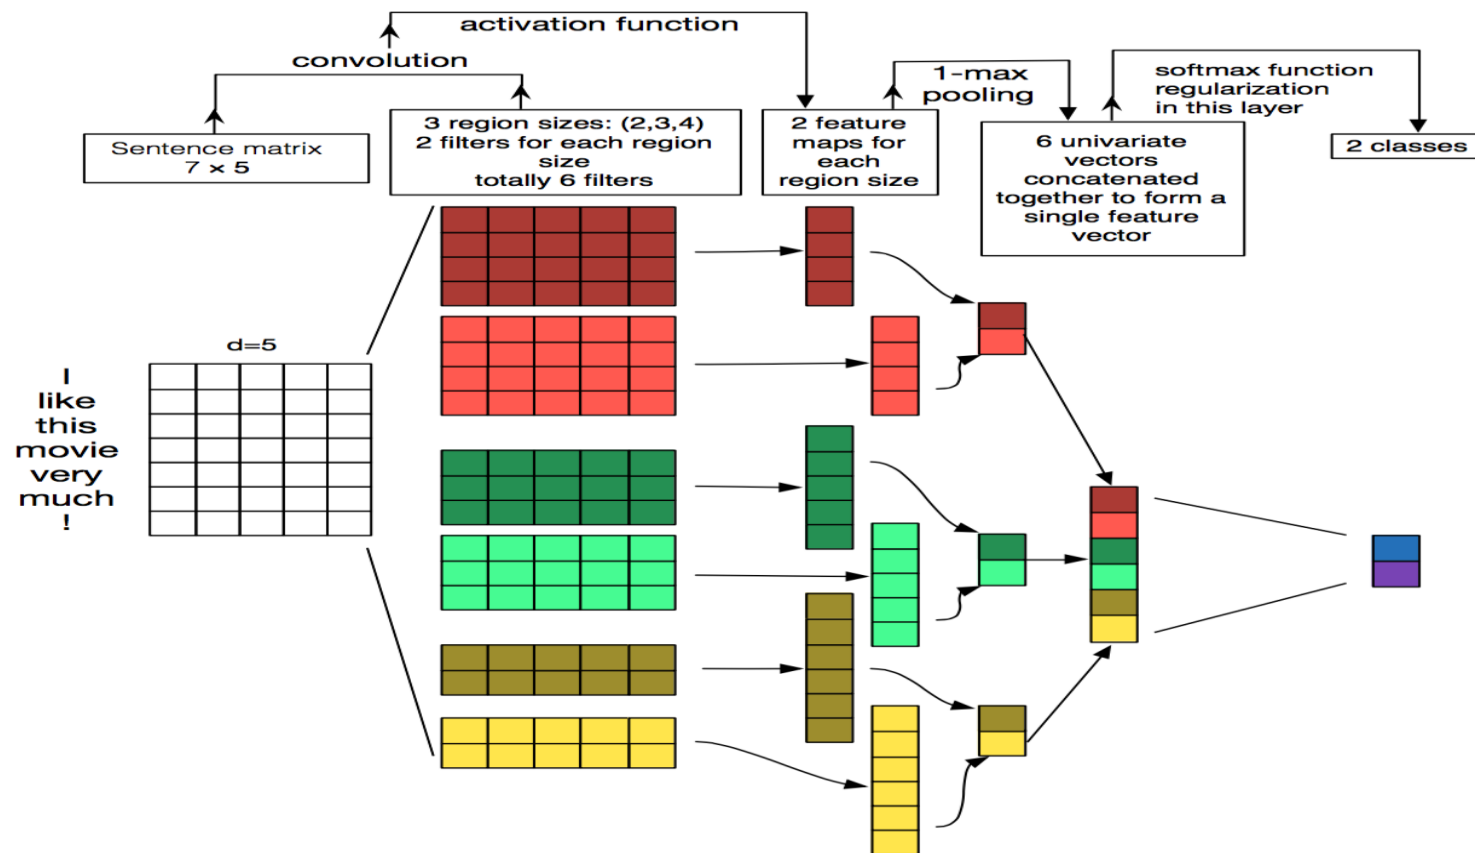 activation function
convolution
1-max
pooling
softmax function
regularization
in this layer
Sentence matrix
7 x 5
3 region sizes: (2,3,4)
2 filters for each region
size
totally 6 filters
2 feature
maps for
each
region size
6 univariate
vectors
concatenated
together to form a
single feature
vector
2 classes
d=5
I
like
this
movie
very
much
!